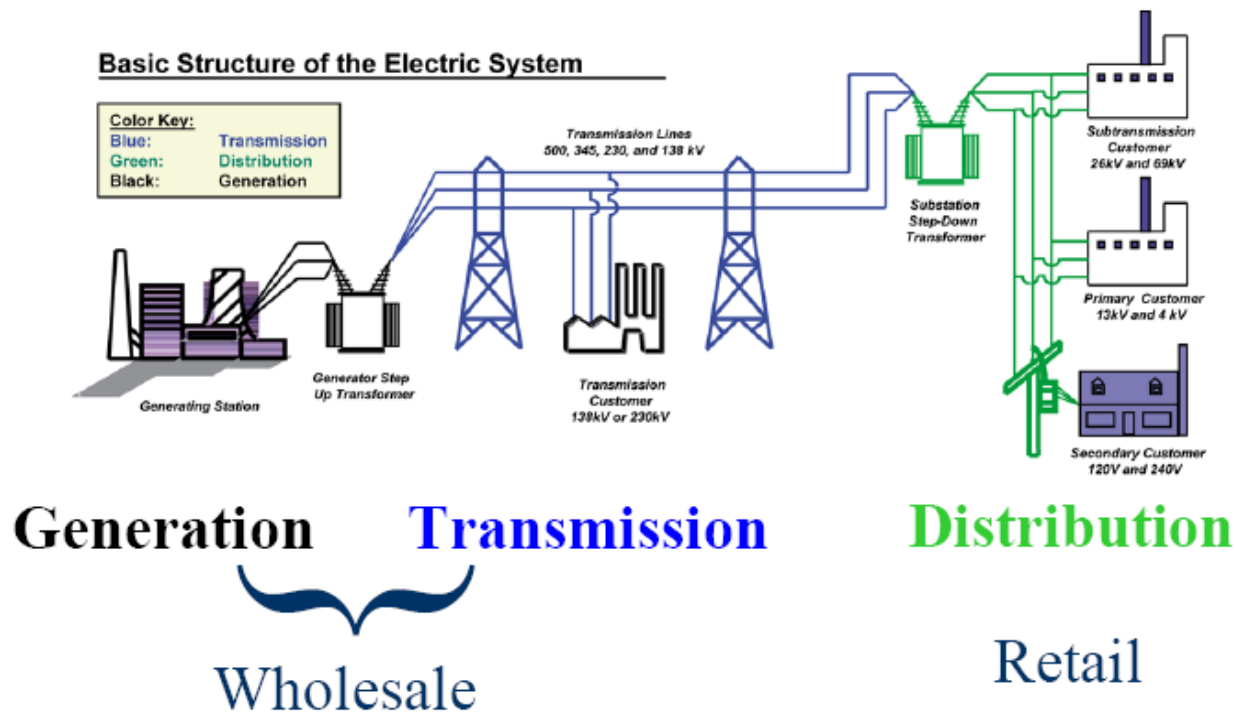 Basic Structure of the Electric System
Color Key:
Blue: Transmission
Green: Distribution
Black: Generation
Transmission Lines
500, 345, 230, and 138 kV
Subtransmission
Customer
26kV and 69kV
Substation
Step-Down
Transformer
Primary Customer
13kV and 4 kV
Generating Station
Generator Step
Up Transformer
Transmission
Customer
138kV or 230kV
Secondary Customer
120V and 240V
Generation
Transmission
Distribution
Wholesale
Retail